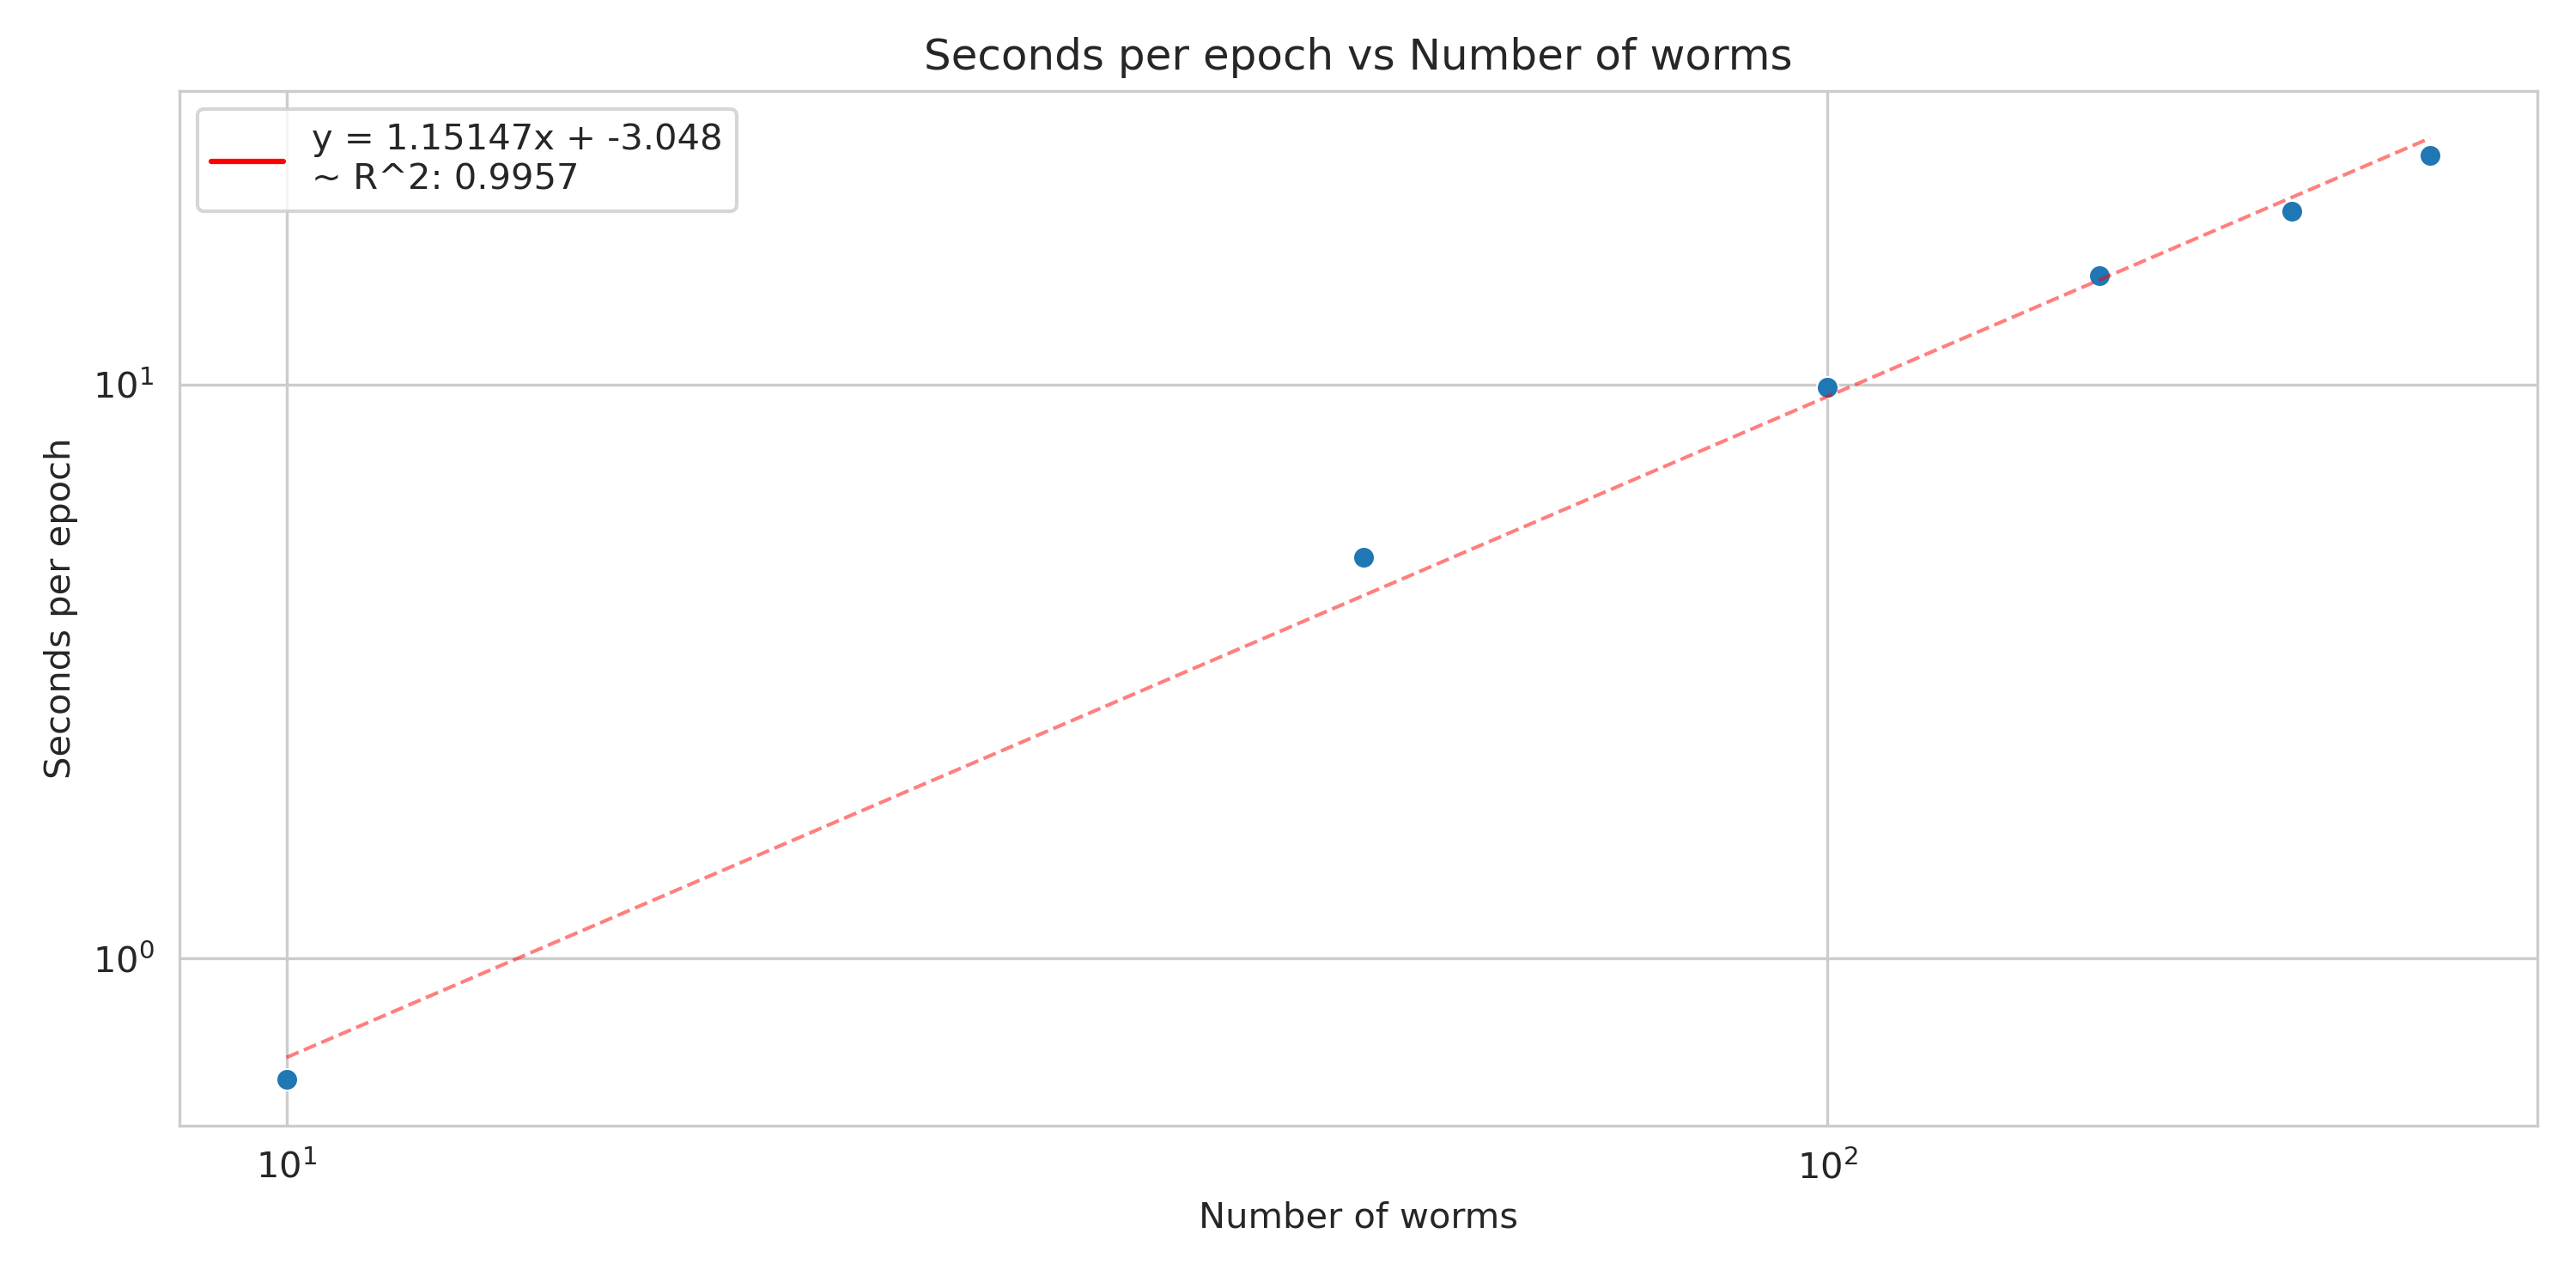 Seconds per epoch vs Number of worms
y = 1.15147x + -3.048
~ R^2: 0.9957
Seconds per epoch
10¹
10⁰
10¹
10²
Number of worms